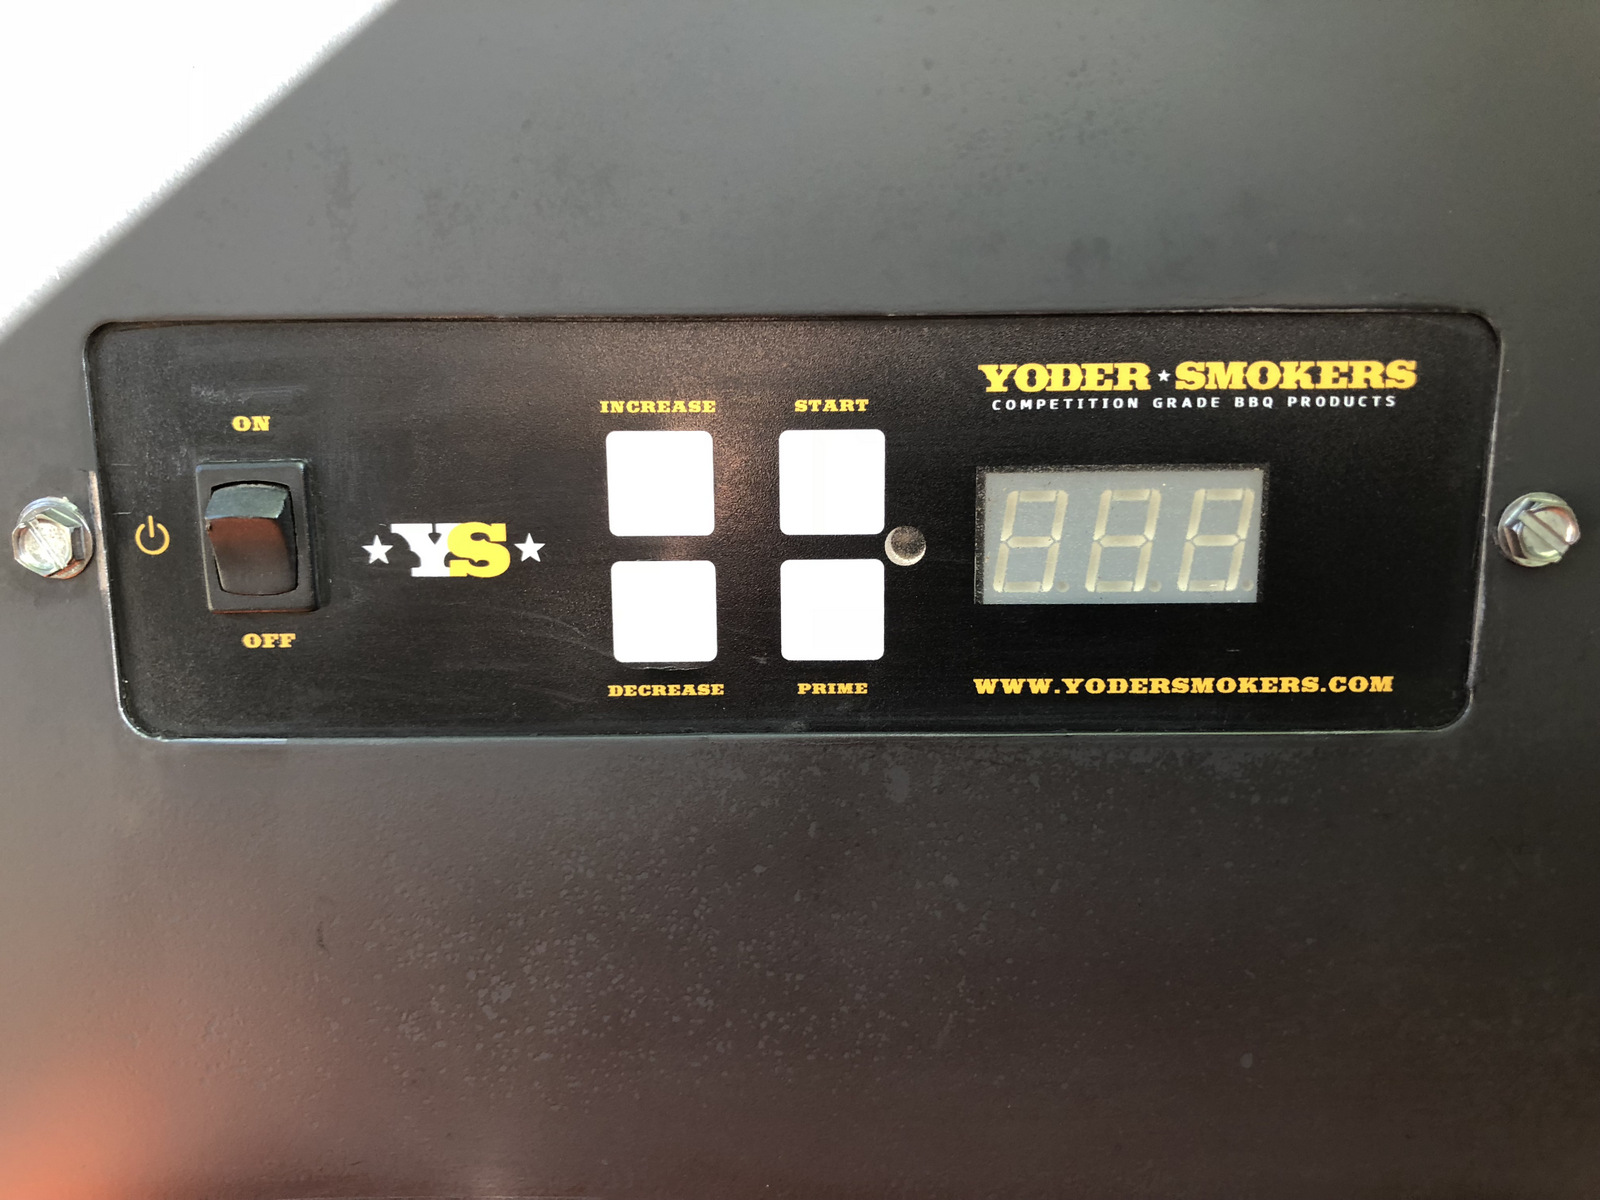 ON
OFF
YS
INCREASE
START
DECREASE
PRIME
YODER SMOKERS
COMPETITION GRADE BBQ PRODUCTS
WWW.YODERSMOKERS.COM